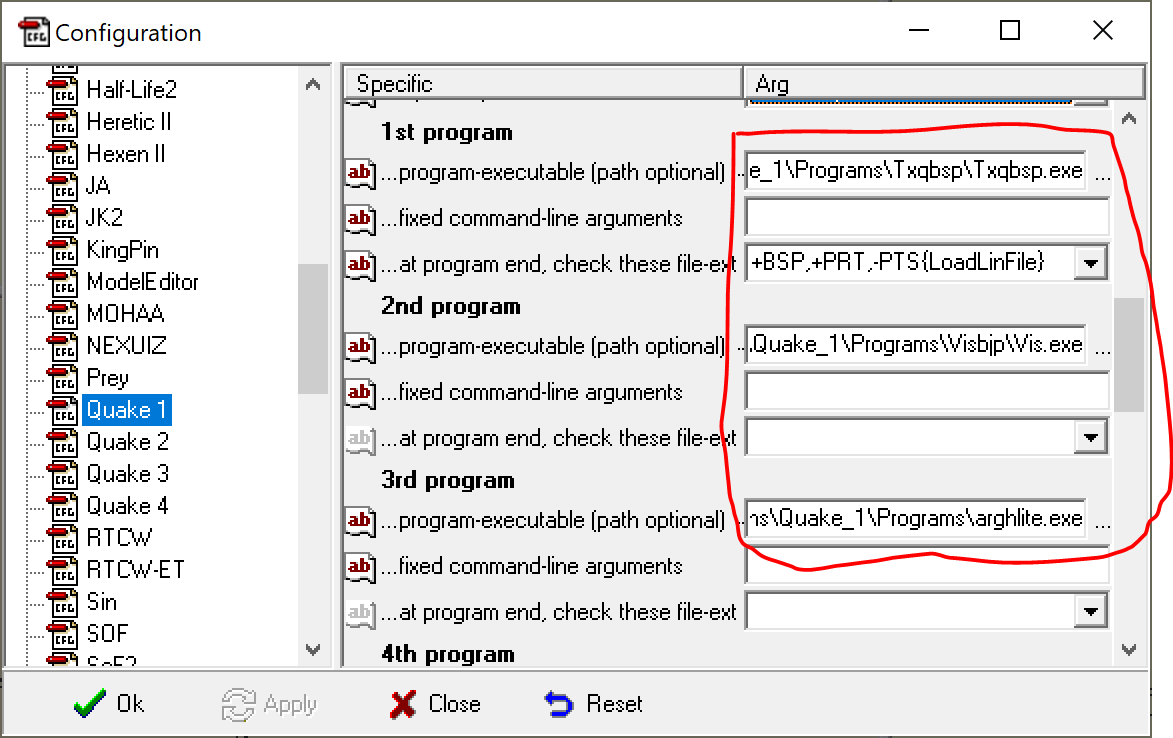 Configuration
Half-Life2
Heretic II
Hexen II
JA
JK2
KingPin
ModelEditor
MOHAA
NEXUIZ
Prey
Quake 1
Quake 2
Quake 3
Quake 4
RTCW
RTCW-ET
Sin
SOF
SoF2
Specific Arg
1st program
...program-executable (path optional) e_1\Programs\Txqbsp\Txqbsp.exe ...
...fixed command-line arguments
...at program end, check these file-ext +BSP,+PRT,-PTS{LoadLinFile}
2nd program
...program-executable (path optional) .Quake_1\Programs\Visbjp\Vis.exe ...
...fixed command-line arguments
...at program end, check these file-ext
3rd program
...program-executable (path optional) ns\Quake_1\Programs\arghlite.exe ...
...fixed command-line arguments
...at program end, check these file-ext
4th program
Ok Apply Close Reset